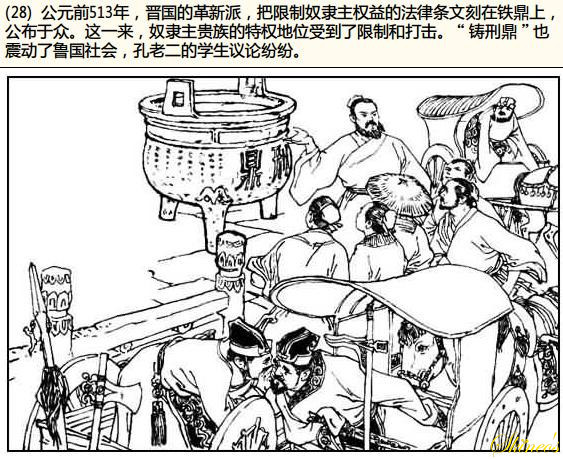 (28) 公元前513年，晋国的革新派，把限制奴隶主权益的法律条文刻在铁鼎上，
公布于众。这一来，奴隶主贵族的特权地位受到了限制和打击。“铸刑鼎”也
震动了鲁国社会，孔老二的学生议论纷纷。
刑鼎